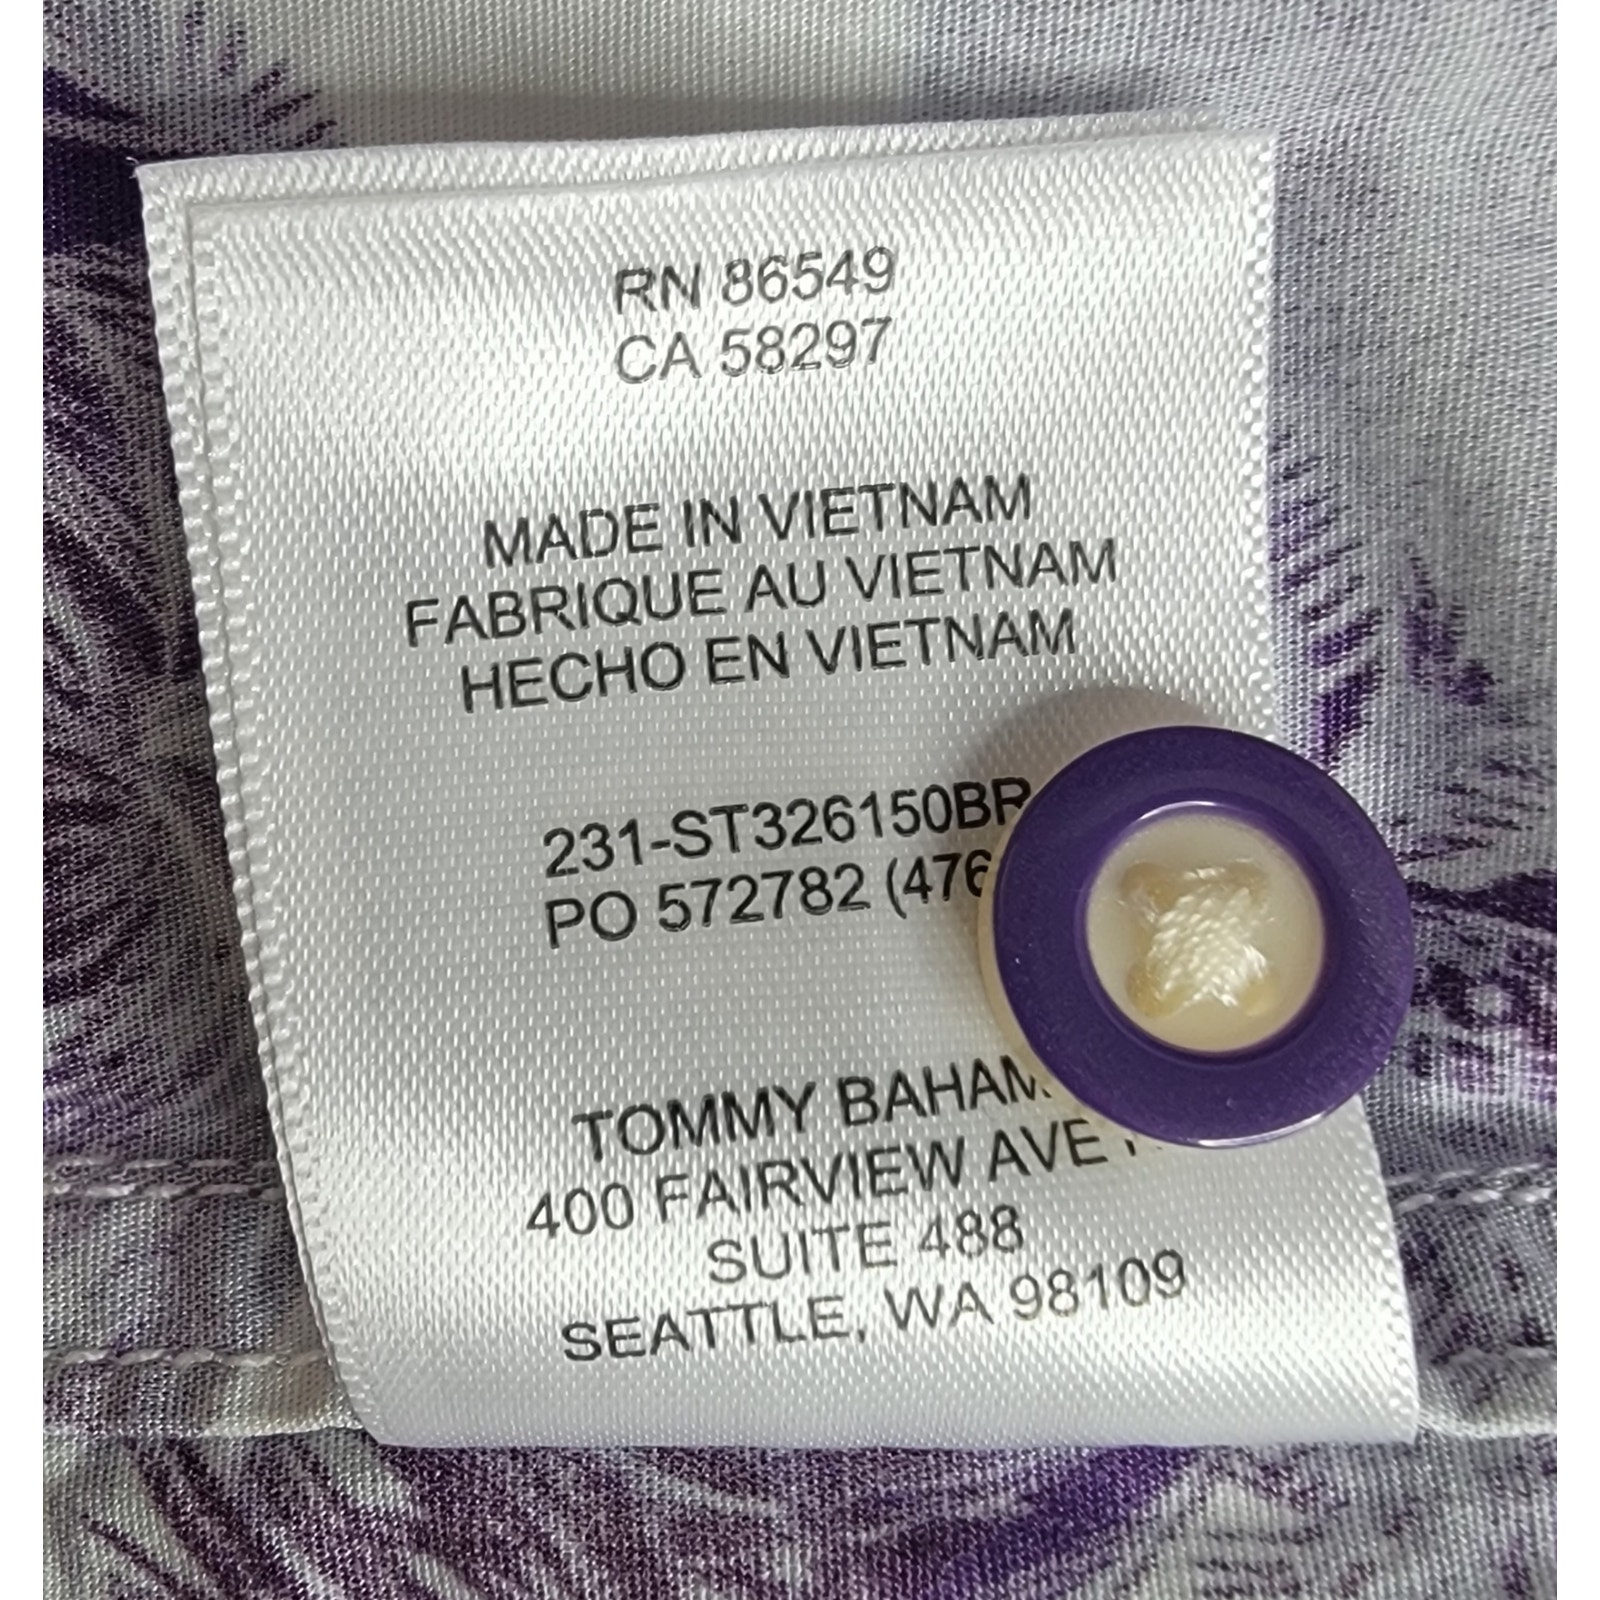 RN 86549
CA 58297
MADE IN VIETNAM
FABRIQUE AU VIETNAM
HECHO EN VIETNAM
231-ST326150BR
PO 572782 (476
TOMMY BAHAM
400 FAIRVIEW AVE
SUITE 488
SEATTLE, WA 98109